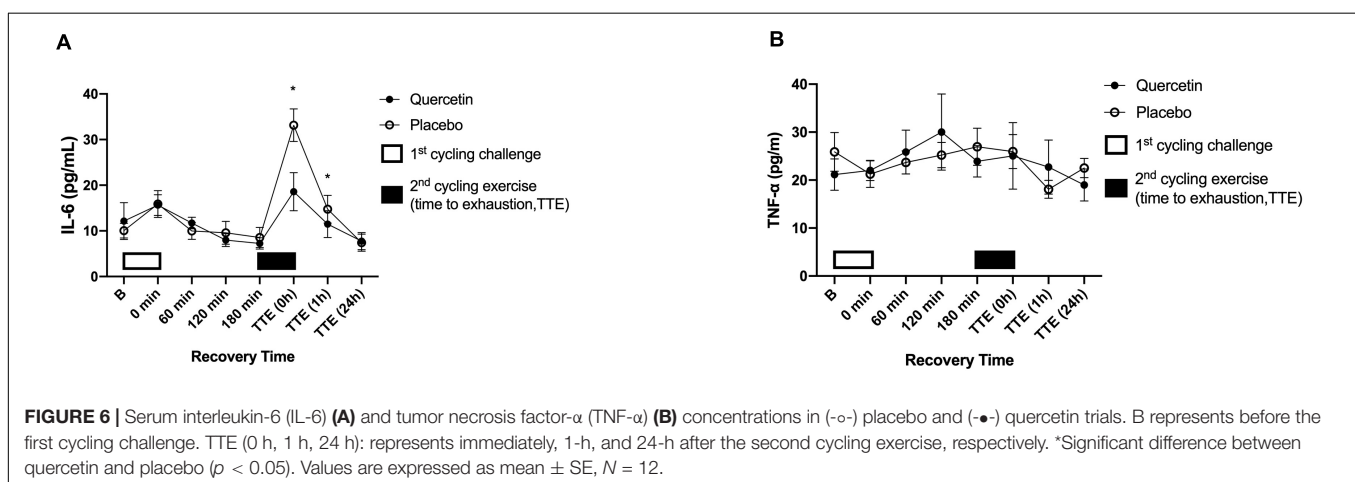 A
IL-6 (pg/mL)
40
30
20
10
0
B
0 min
60 min
120 min
180 min
TTE (0h)
TTE (1h)
TTE (24h)
Recovery Time
*
*
Quercetin
Placebo
1st cycling challenge
2nd cycling exercise
(time to exhaustion,TTE)
B
TNF-α (pg/m)
40
30
20
10
0
B
0 min
60 min
120 min
180 min
TTE (0h)
TTE (1h)
TTE (24h)
Recovery Time
Quercetin
Placebo
1st cycling challenge
2nd cycling exercise
(time to exhaustion,TTE)
FIGURE 6 | Serum interleukin-6 (IL-6) (A) and tumor necrosis factor-α (TNF-α) (B) concentrations in (-○-) placebo and (-●-) quercetin trials. B represents before the
first cycling challenge. TTE (0 h, 1 h, 24 h): represents immediately, 1-h, and 24-h after the second cycling exercise, respectively. *Significant difference between
quercetin and placebo (p < 0.05). Values are expressed as mean ± SE, N = 12.